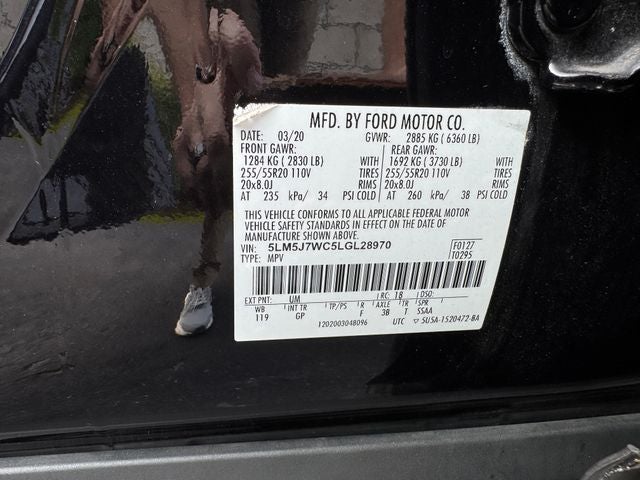 MFD. BY FORD MOTOR CO.
DATE: 03/20 GVWR: 2885 KG ( 6360 LB)
FRONT GAWR: REAR GAWR:
1284 KG ( 2830 LB) WITH 1692 KG ( 3730 LB) WITH
255/55R20 110V TIRES 255/55R20 110V TIRES
20x8.0J RIMS 20x8.0J RIMS
AT 235 kPa/ 34 PSI COLD AT 260 kPa/ 38 PSI COLD
THIS VEHICLE CONFORMS TO ALL APPLICABLE FEDERAL MOTOR
VEHICLE SAFETY STANDARDS IN EFFECT ON THE DATE OF
MANUFACTURE SHOWN ABOVE.
VIN: 5LM5J7WC5LGL28970 F0127
TYPE: MPV T0295
EXT PNT: UM RC: 18 DSO:
WB INT TR TP/PS R AXLE TR SPR
119 GP F 3B T SSAA
1202003048096 UTC ▽ 5U5A-1520472-BA